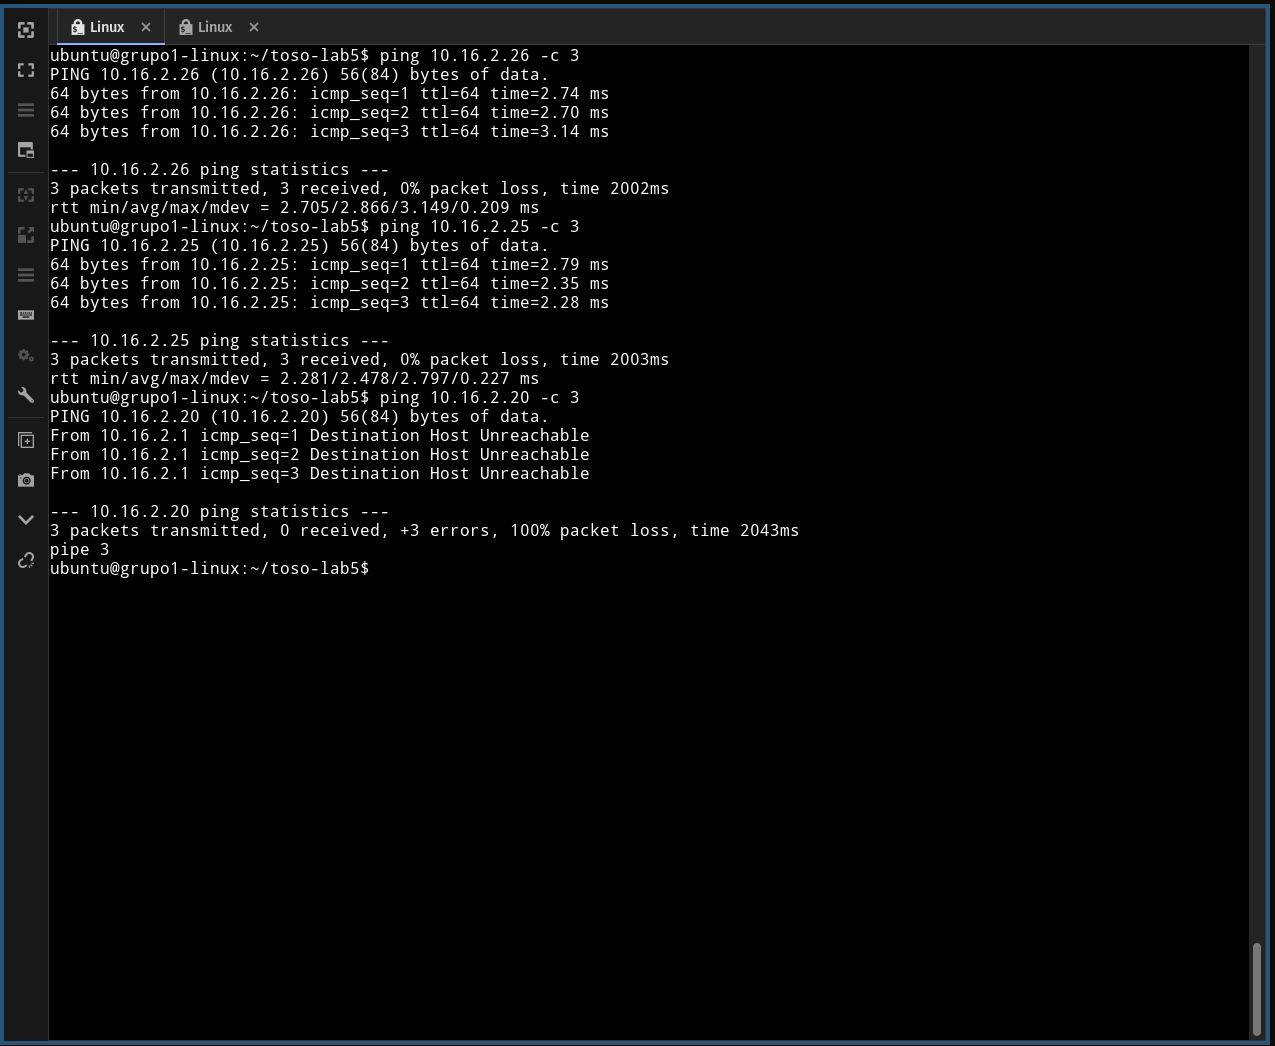 Linux ✕ Linux ✕
ubuntu@grupo1-linux:~/toso-lab5$ ping 10.16.2.26 -c 3
PING 10.16.2.26 (10.16.2.26) 56(84) bytes of data.
64 bytes from 10.16.2.26: icmp_seq=1 ttl=64 time=2.74 ms
64 bytes from 10.16.2.26: icmp_seq=2 ttl=64 time=2.70 ms
64 bytes from 10.16.2.26: icmp_seq=3 ttl=64 time=3.14 ms

--- 10.16.2.26 ping statistics ---
3 packets transmitted, 3 received, 0% packet loss, time 2002ms
rtt min/avg/max/mdev = 2.705/2.866/3.149/0.209 ms
ubuntu@grupo1-linux:~/toso-lab5$ ping 10.16.2.25 -c 3
PING 10.16.2.25 (10.16.2.25) 56(84) bytes of data.
64 bytes from 10.16.2.25: icmp_seq=1 ttl=64 time=2.79 ms
64 bytes from 10.16.2.25: icmp_seq=2 ttl=64 time=2.35 ms
64 bytes from 10.16.2.25: icmp_seq=3 ttl=64 time=2.28 ms

--- 10.16.2.25 ping statistics ---
3 packets transmitted, 3 received, 0% packet loss, time 2003ms
rtt min/avg/max/mdev = 2.281/2.478/2.797/0.227 ms
ubuntu@grupo1-linux:~/toso-lab5$ ping 10.16.2.20 -c 3
PING 10.16.2.20 (10.16.2.20) 56(84) bytes of data.
From 10.16.2.1 icmp_seq=1 Destination Host Unreachable
From 10.16.2.1 icmp_seq=2 Destination Host Unreachable
From 10.16.2.1 icmp_seq=3 Destination Host Unreachable

--- 10.16.2.20 ping statistics ---
3 packets transmitted, 0 received, +3 errors, 100% packet loss, time 2043ms
pipe 3
ubuntu@grupo1-linux:~/toso-lab5$